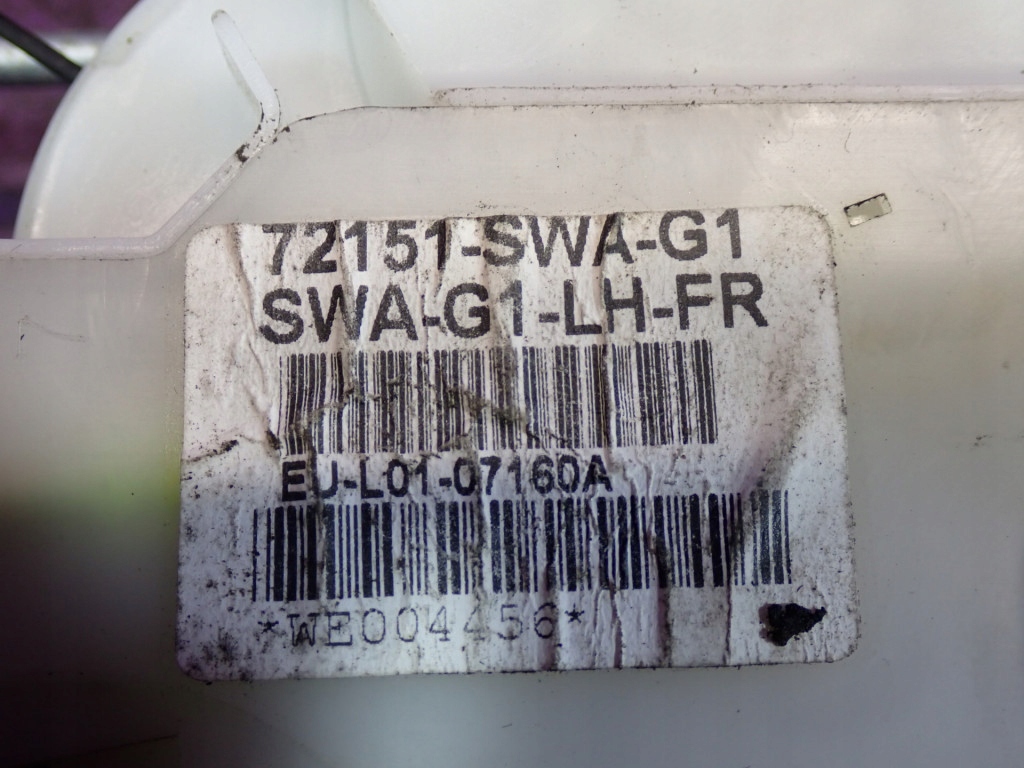 72151-SWA-G1
SWA-G1-LH-FR
EU-L01-07160A
*WE004456*